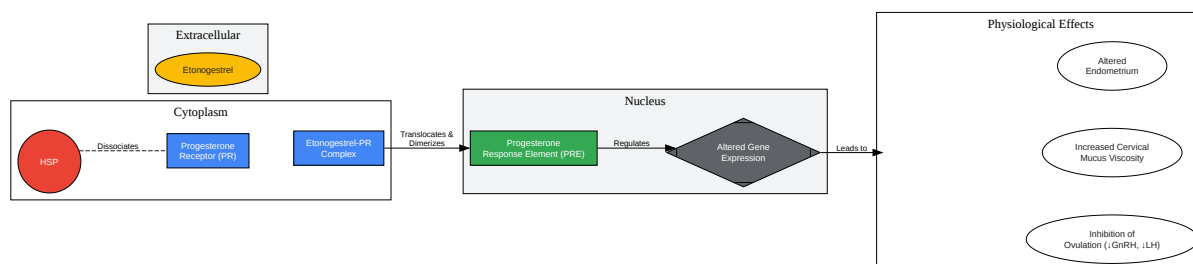 Extracellular
Etonogestrel
Cytoplasm
HSP
Dissociates
Progesterone
Receptor (PR)
Etonogestrel-PR
Complex
Translocates &
Dimerizes
Nucleus
Progesterone
Response Element (PRE)
Regulates
Altered Gene
Expression
Leads to
Physiological Effects
Altered
Endometrium
Increased Cervical
Mucus Viscosity
Inhibition of
Ovulation (↓GnRH, ↓LH)